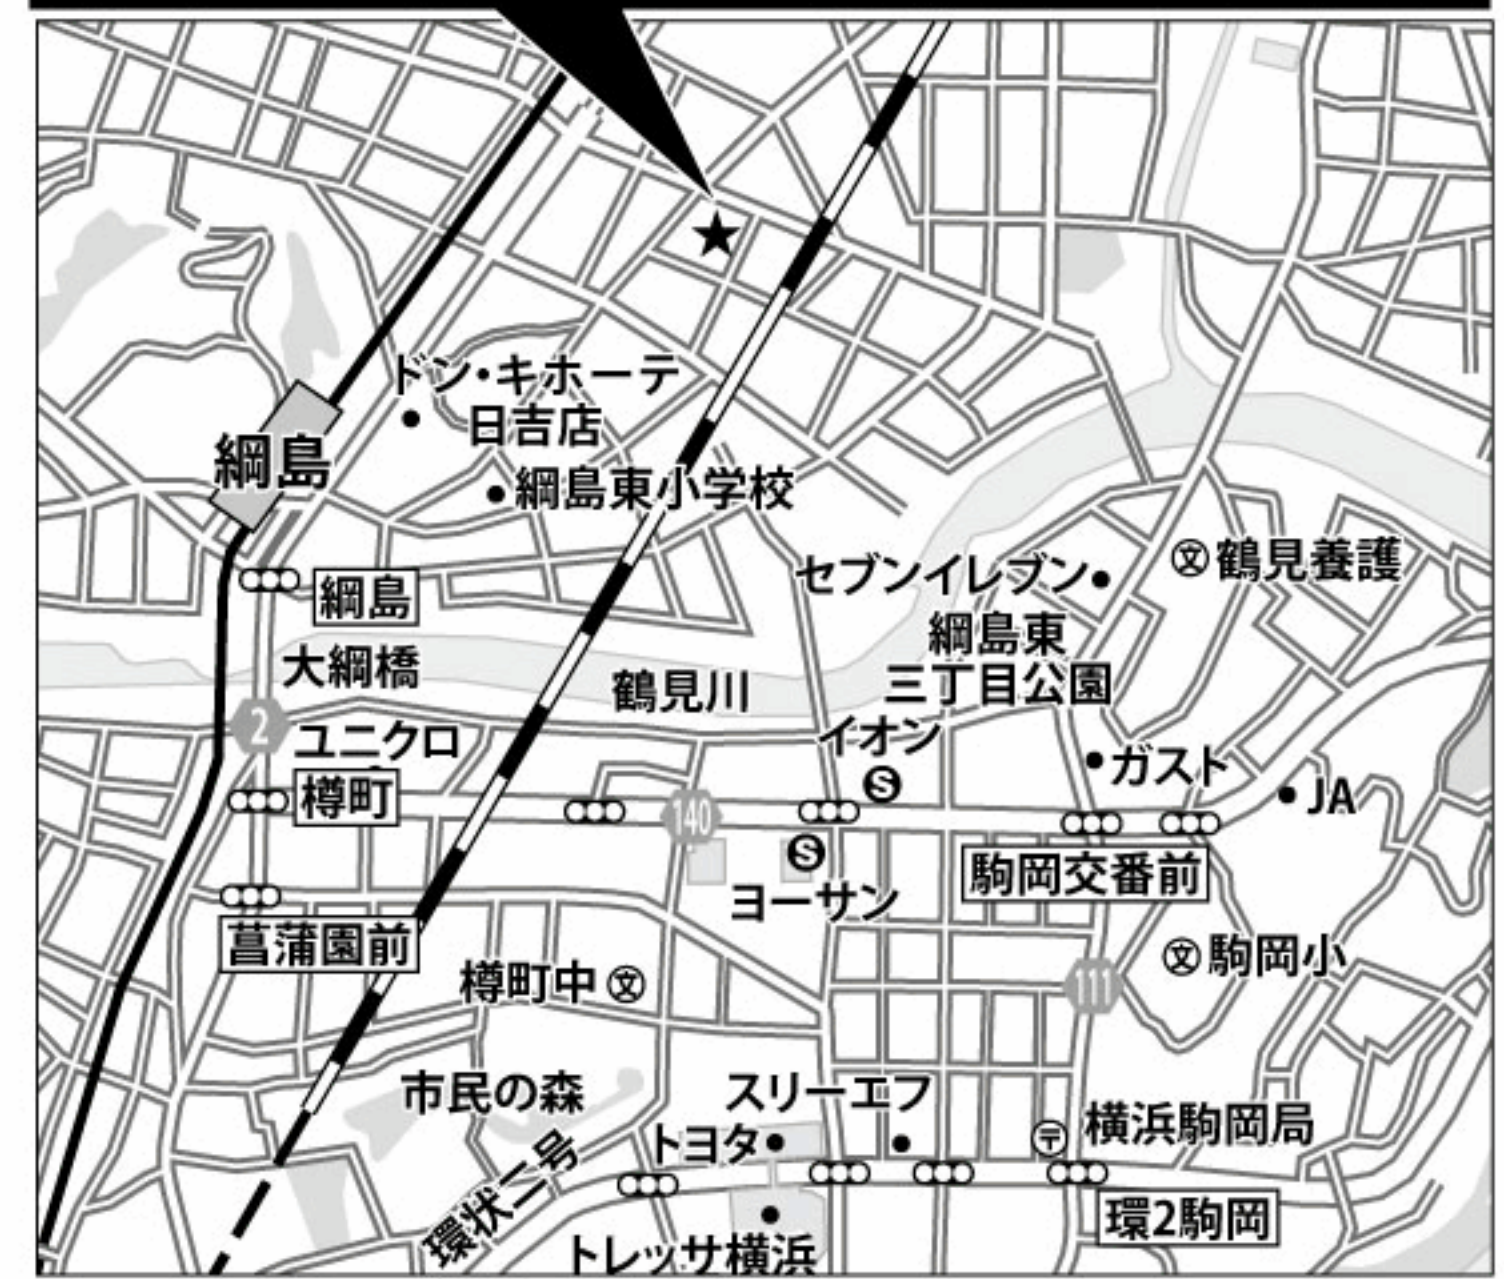 ドン・キホーテ
日吉店
綱島
綱島東小学校
セブンイレブン
文
鶴見養護
綱島
綱島東
三丁目公園
大綱橋
鶴見川
2
ユニクロ
イオン
S
ガスト
樽町
140
JA
S
ヨーサン
駒岡交番前
菖蒲園前
樽町中
文
文
駒岡小
111
市民の森
スリーエフ
トヨタ
〒
横浜駒岡局
環状二号
環2駒岡
トレッサ横浜